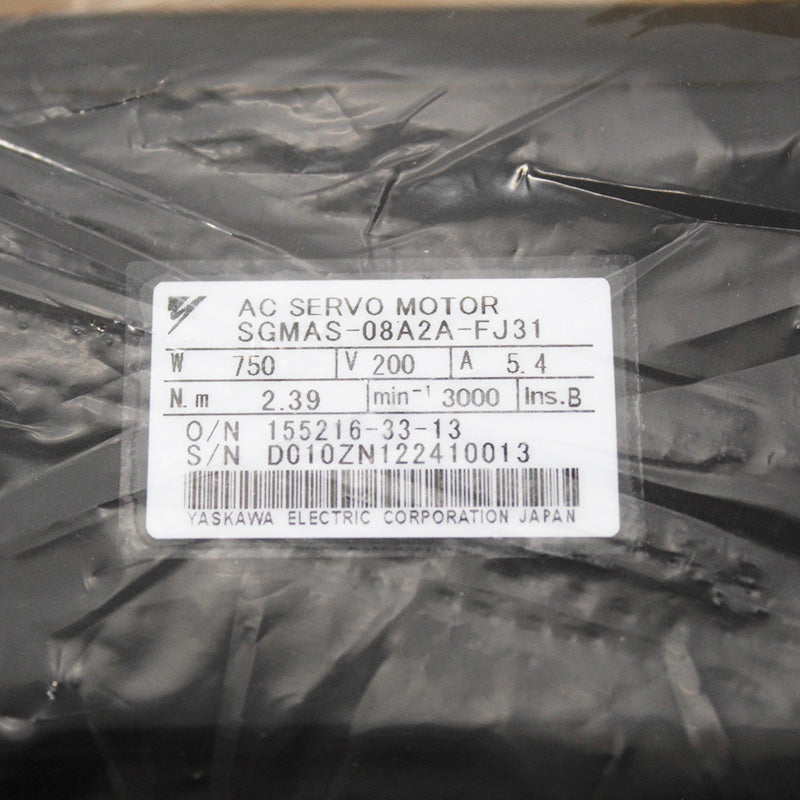 AC SERVO MOTOR
SGMAS-08A2A-FJ31
W 750 V 200 A 5.4
N.m 2.39 min⁻¹ 3000 Ins.B
O/N 155216-33-13
S/N D010ZN122410013
YASKAWA ELECTRIC CORPORATION JAPAN